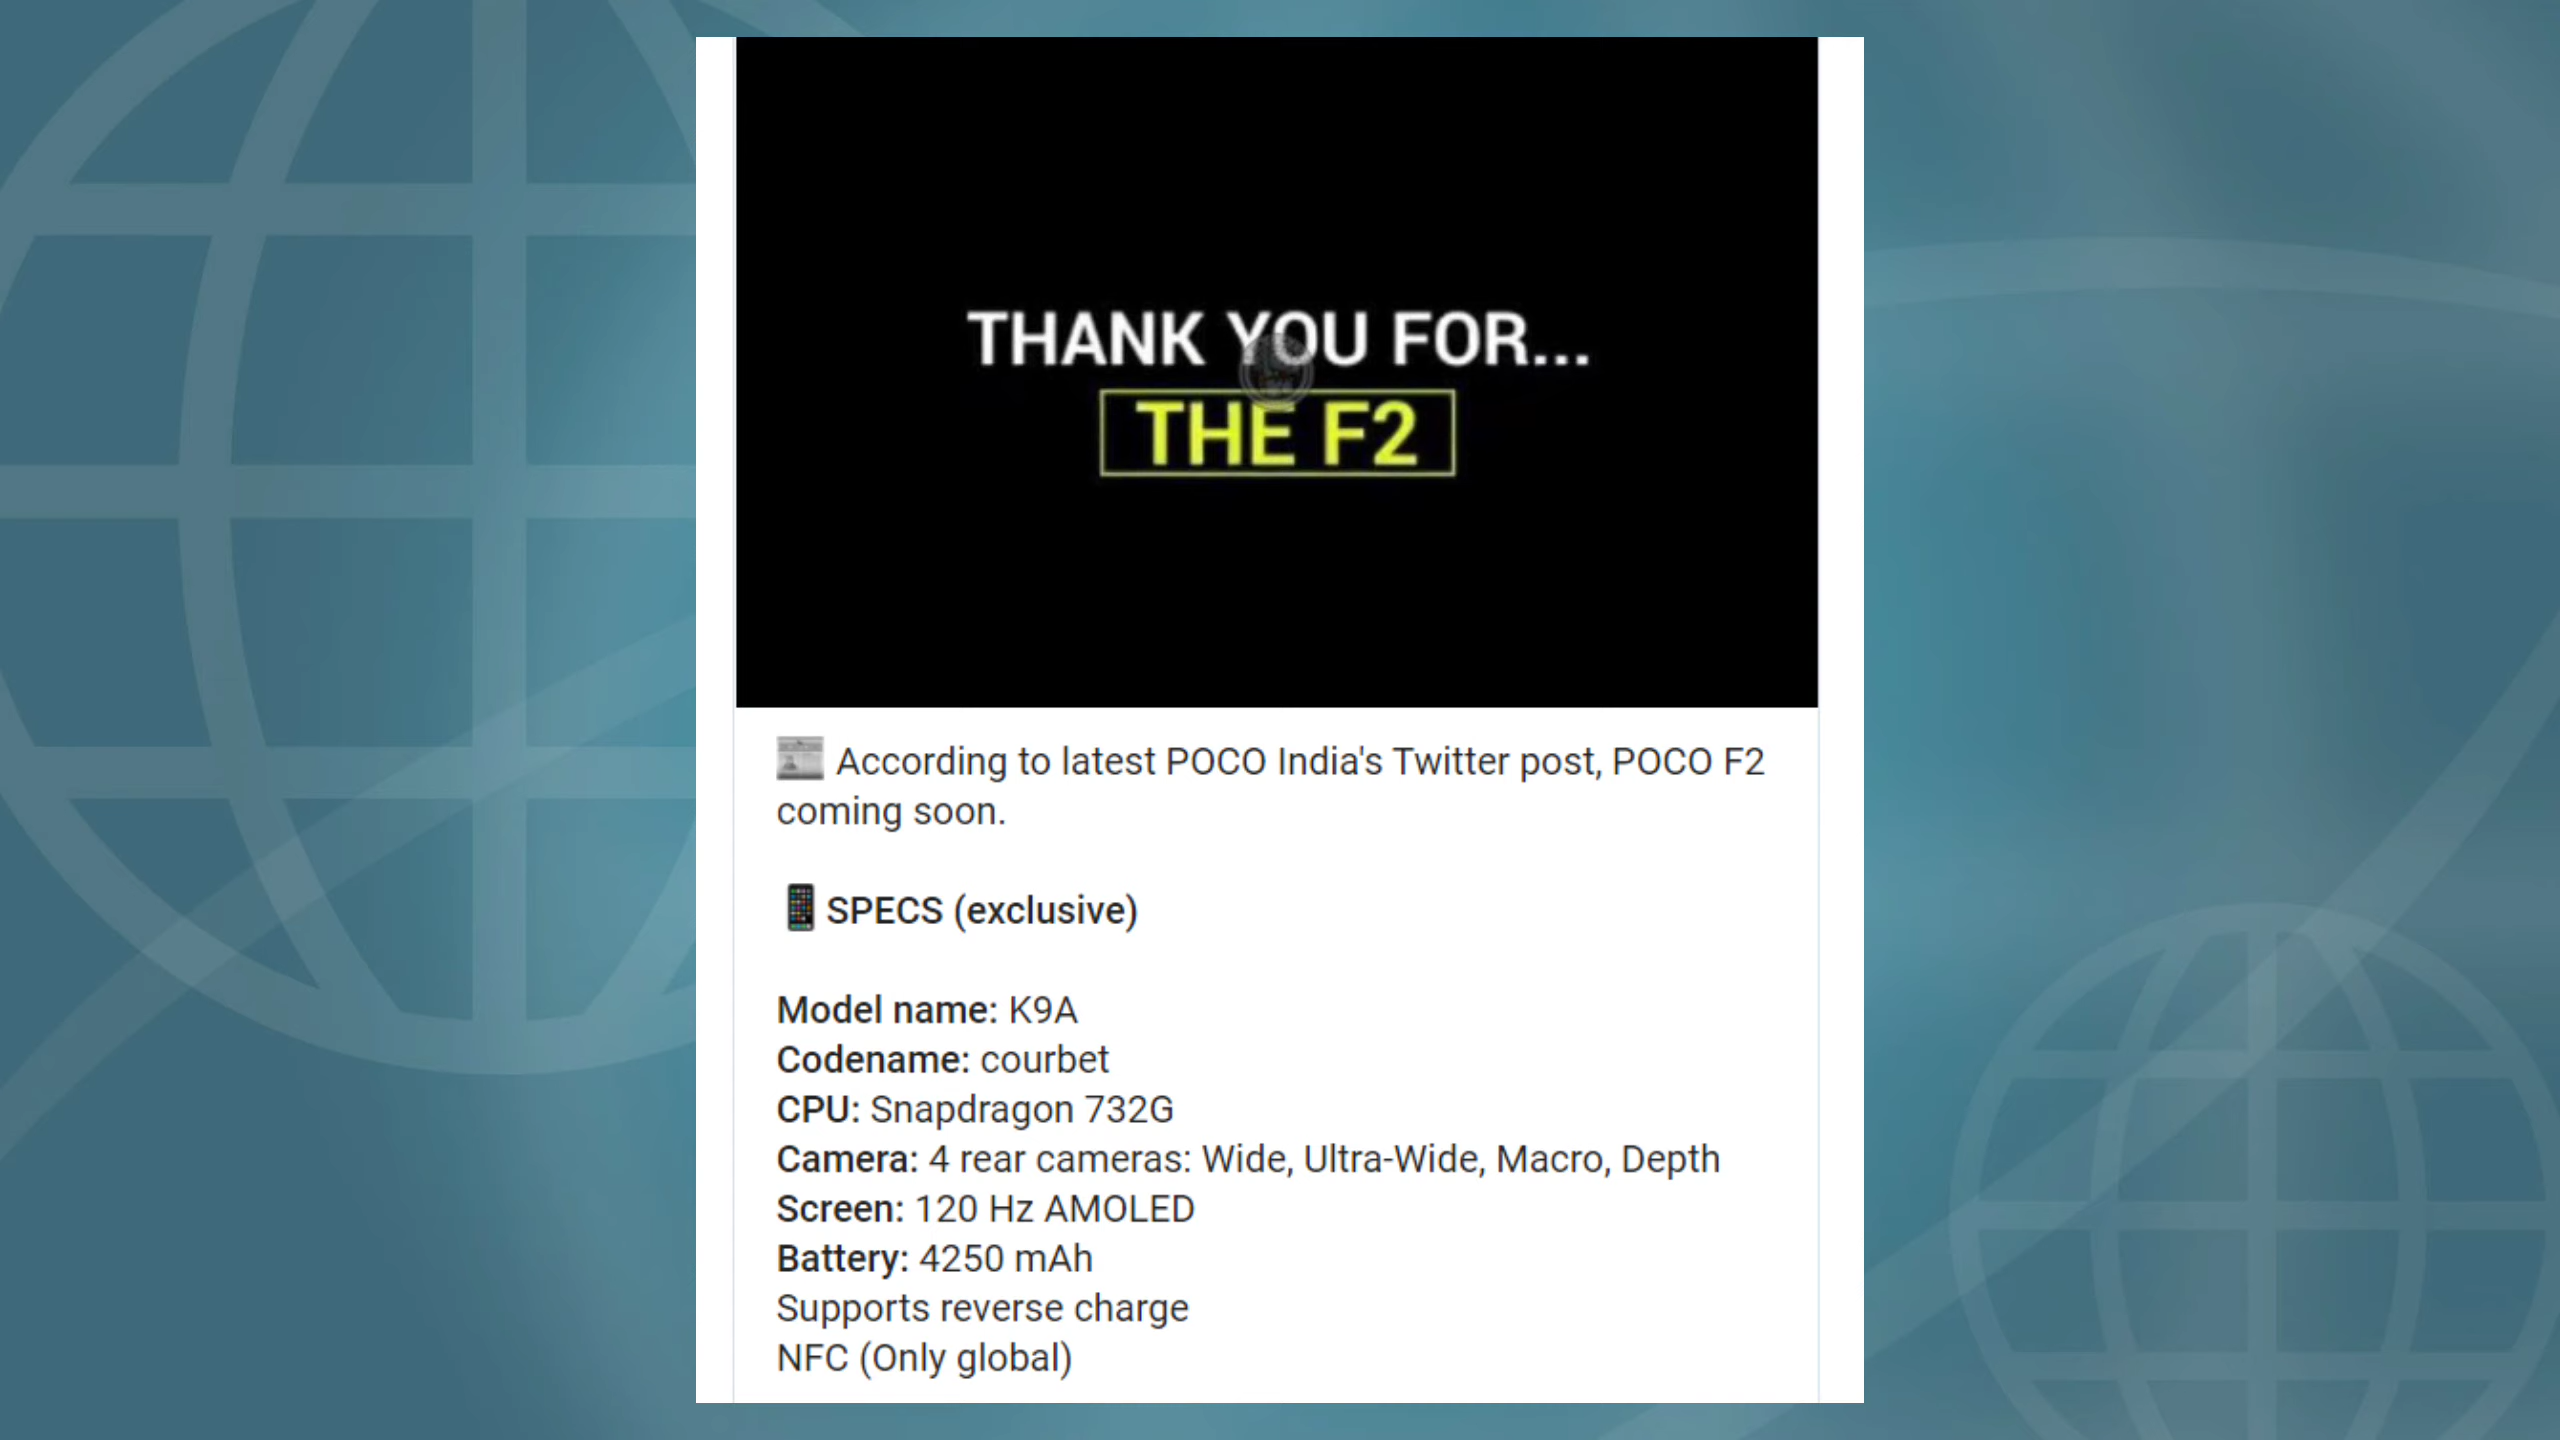 THANK YOU FOR...
THE F2
According to latest POCO India's Twitter post, POCO F2
coming soon.
SPECS (exclusive)
Model name: K9A
Codename: courbet
CPU: Snapdragon 732G
Camera: 4 rear cameras: Wide, Ultra-Wide, Macro, Depth
Screen: 120 Hz AMOLED
Battery: 4250 mAh
Supports reverse charge
NFC (Only global)